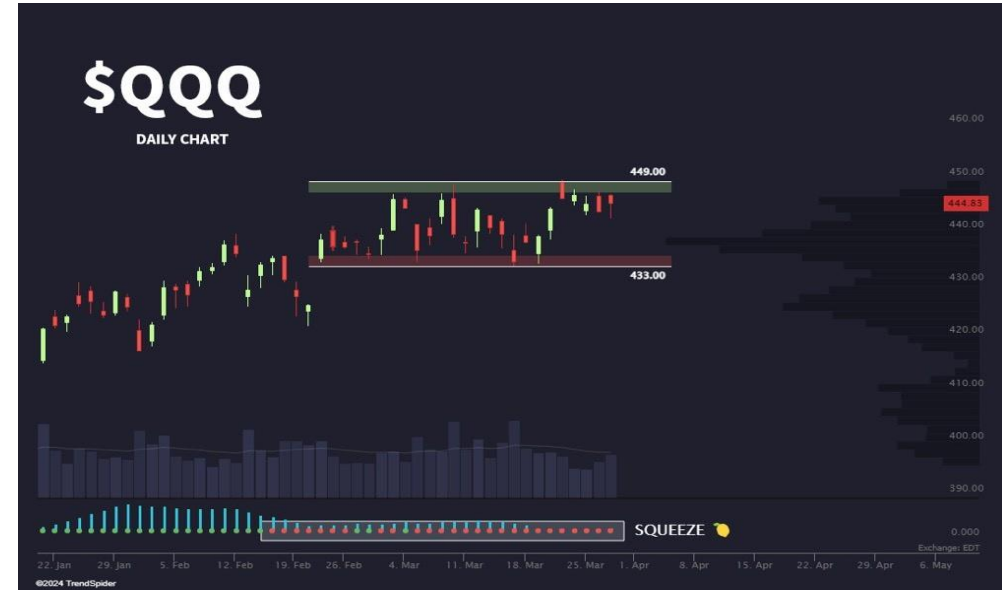 $QQQ
DAILY CHART
460.00
449.00
450.00
444.83
440.00
433.00
430.00
420.00
410.00
400.00
390.00
SQUEEZE
0.000
Exchange: EDT
22. Jan 29. Jan 5. Feb 12. Feb 19. Feb 26. Feb 4. Mar 11. Mar 18. Mar 25. Mar 1. Apr 8. Apr 15. Apr 22. Apr 29. Apr 6. May
©2024 TrendSpider